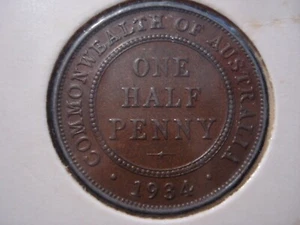 COMMONWEALTH OF AUSTRALIA
ONE
HALF
PENNY
· 1934 ·